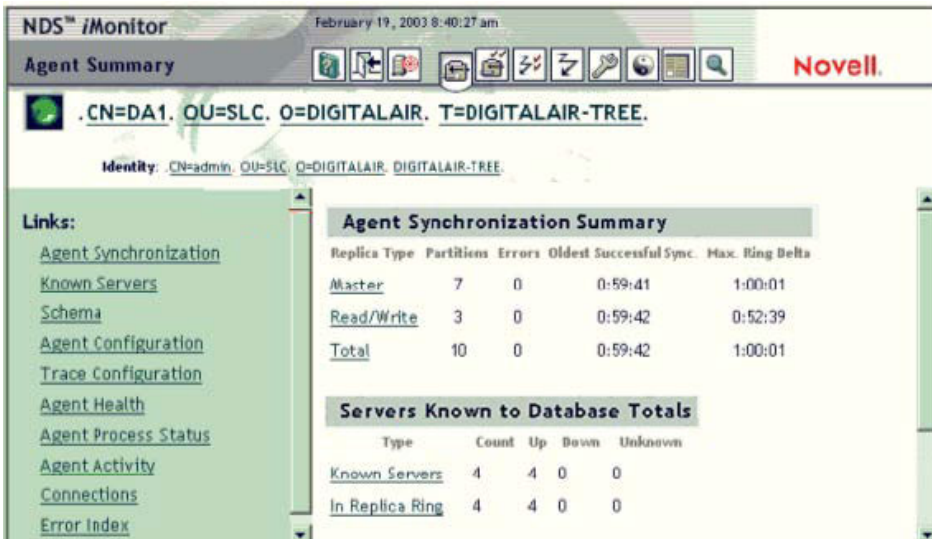 NDS™ iMonitor
February 19, 2003 8:40:27 am
Agent Summary
Novell.
.CN=DA1. OU=SLC. O=DIGITALAIR. T=DIGITALAIR-TREE.
Identity: .CN=admin. OU=SLC. O=DIGITALAIR. DIGITALAIR-TREE.
Links:
Agent Synchronization
Known Servers
Schema
Agent Configuration
Trace Configuration
Agent Health
Agent Process Status
Agent Activity
Connections
Error Index
Agent Synchronization Summary
Replica Type Partitions Errors Oldest Successful Sync. Max. Ring Delta
Master 7 0 0:59:41 1:00:01
Read/Write 3 0 0:59:42 0:52:39
Total 10 0 0:59:42 1:00:01
Servers Known to Database Totals
Type Count Up Down Unknown
Known Servers 4 4 0 0
In Replica Ring 4 4 0 0